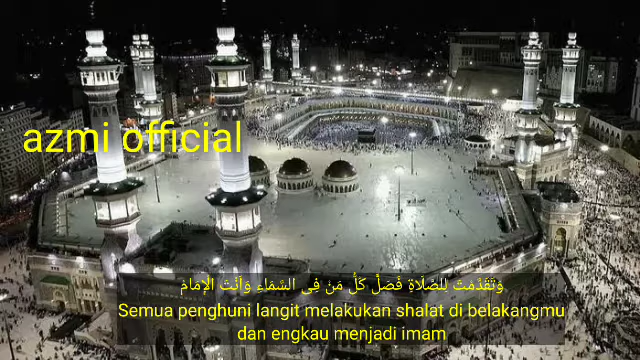 azmi official
وَتَقَدَّمْتَ لِلصَّلَاةِ فَصَلَّ كُلُّ مَنْ فِى السَّمَاءِ وَاَنْتَ الْإِمَامُ
Semua penghuni langit melakukan shalat di belakangmu
dan engkau menjadi imam